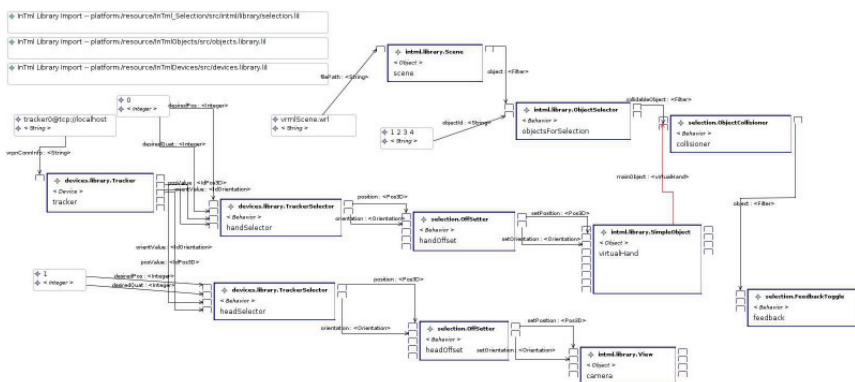 InTml Library Import -- platform:/resource/InTml_Selection/src/intml/library/selection.lil
InTml Library Import -- platform:/resource/InTmlObjects/src/objects.library.lil
InTml Library Import -- platform:/resource/InTmlDevices/src/devices.library.lil
intml.library.Scene
< Object >
scene
filePath : <String>
object : <Filter>
0
< Integer >
desiredPos : <Integer>
tracker0@tcp://localhost
< String >
vrmlScene.wrl
< String >
objectId : <String>
1 2 3 4
< String >
intml.library.ObjectSelector
< Behavior >
objectsForSelection
collidableObject : <Filter>
selection.ObjectCollisioner
< Behavior >
collisioner
desiredQuat : <Integer>
vrpnConnInfo : <String>
mainObject : <virtualHand>
devices.library.Tracker
< Device >
tracker
posValue : <IdPos3D>
orientValue : <IdOrientation>
devices.library.TrackerSelector
< Behavior >
handSelector
position : <Pos3D>
orientation : <Orientation>
selection.OffSetter
< Behavior >
handOffset
setPosition : <Pos3D>
setOrientation : <Orientation>
intml.library.SimpleObject
< Object >
virtualHand
object : <Filter>
orientValue : <IdOrientation>
posValue : <IdPos3D>
1
< Integer >
desiredPos : <Integer>
desiredQuat : <Integer>
devices.library.TrackerSelector
< Behavior >
headSelector
position : <Pos3D>
orientation : <Orientation>
selection.OffSetter
< Behavior >
headOffset
setPosition : <Pos3D>
setOrientation : <Orientation>
intml.library.View
< Object >
camera
selection.FeedbackToggle
< Behavior >
feedback